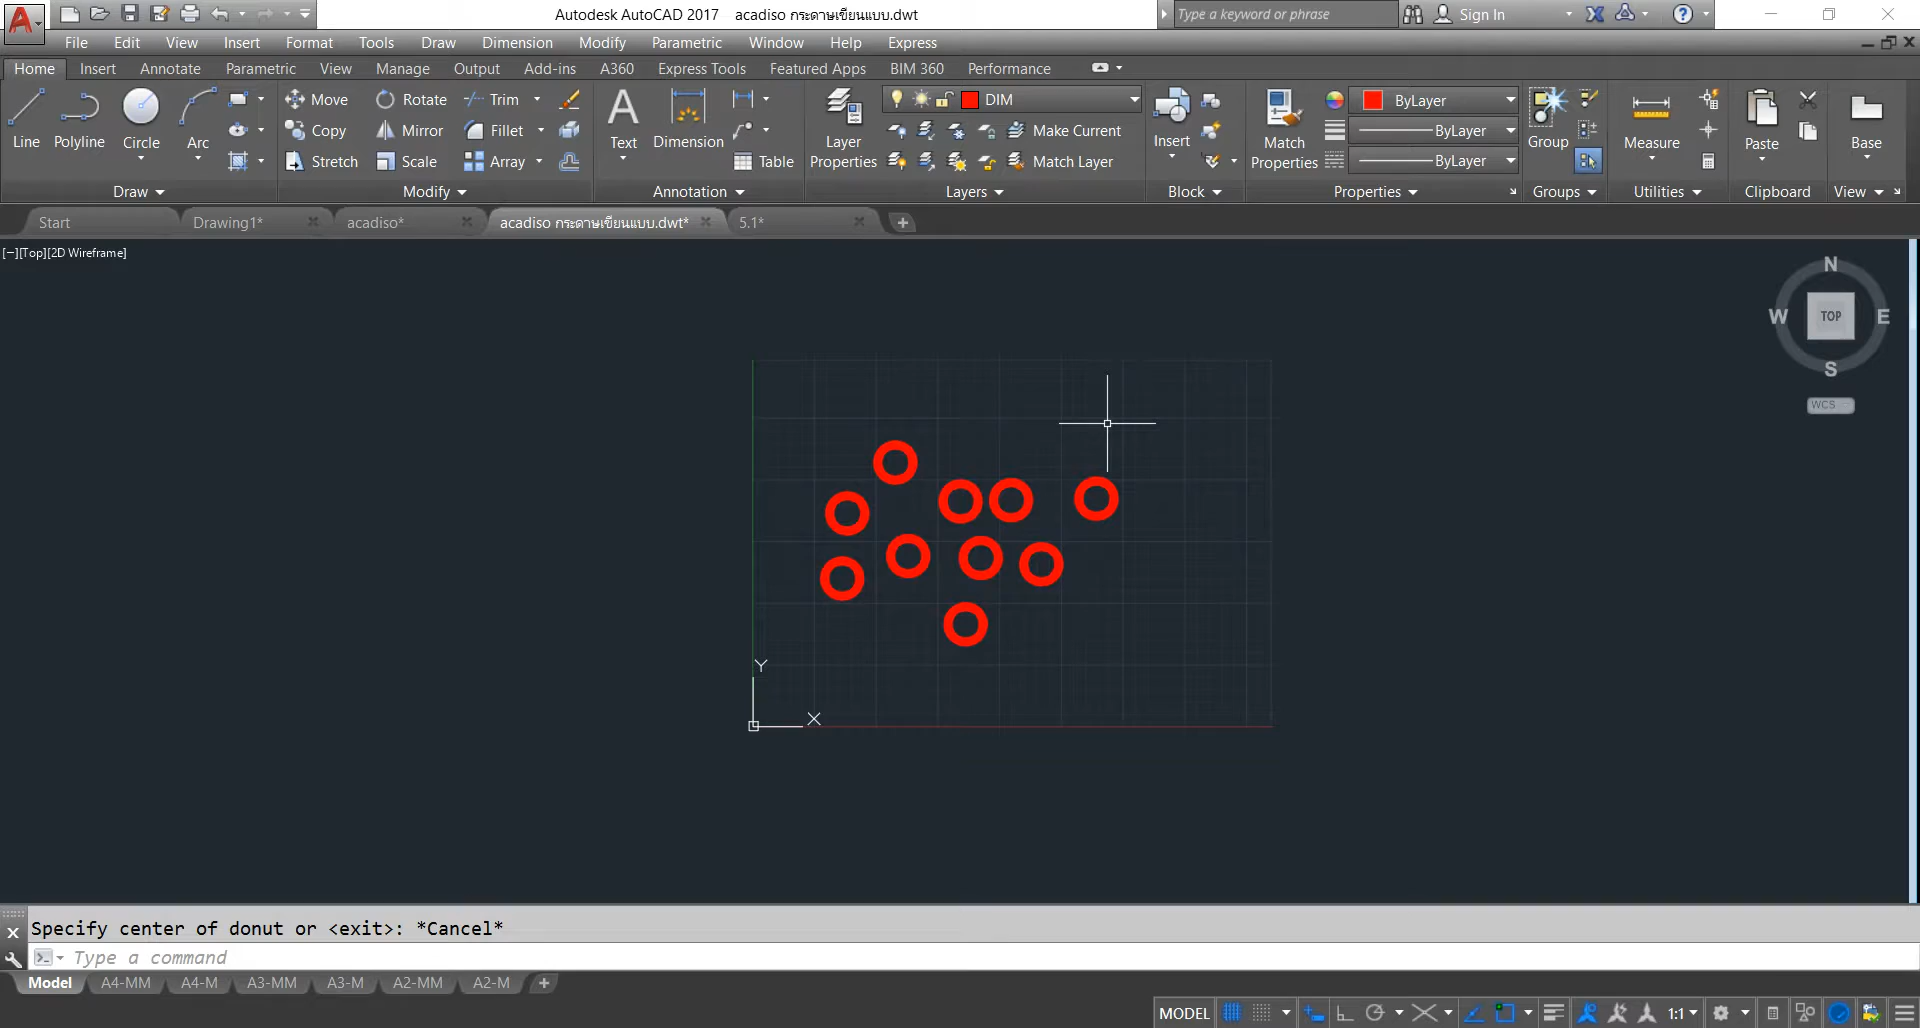 Autodesk AutoCAD 2017 acadiso กระดาษเขียนแบบ.dwt
Type a keyword or phrase
Sign In
File Edit View Insert Format Tools Draw Dimension Modify Parametric Window Help Express
Home Insert Annotate Parametric View Manage Output Add-ins A360 Express Tools Featured Apps BIM 360 Performance
Line Polyline Circle Arc
Move Rotate Trim
Copy Mirror Fillet
Stretch Scale Array
Text Dimension Table
Layer Properties
DIM
Make Current
Match Layer
Insert
Match Properties
ByLayer
ByLayer
ByLayer
Group
Measure
Paste
Base
Draw Modify Annotation Layers Block Properties Groups Utilities Clipboard View
Start Drawing1* acadiso* acadiso กระดาษเขียนแบบ.dwt* 5.1*
[−][Top][2D Wireframe]
N
W TOP E
S
WCS
Y
X
Specify center of donut or <exit>: *Cancel*
Type a command
Model A4-MM A4-M A3-MM A3-M A2-MM A2-M
MODEL 1:1